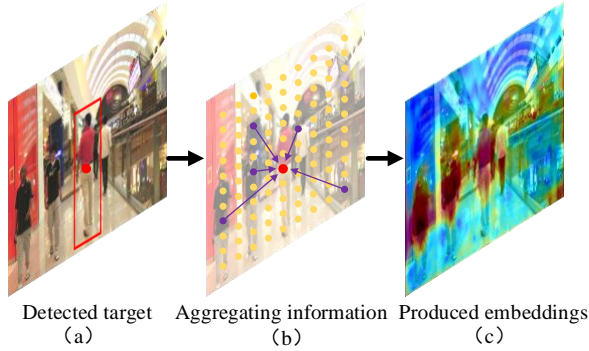 Detected target Aggregating information Produced embeddings
（a） （b） （c）